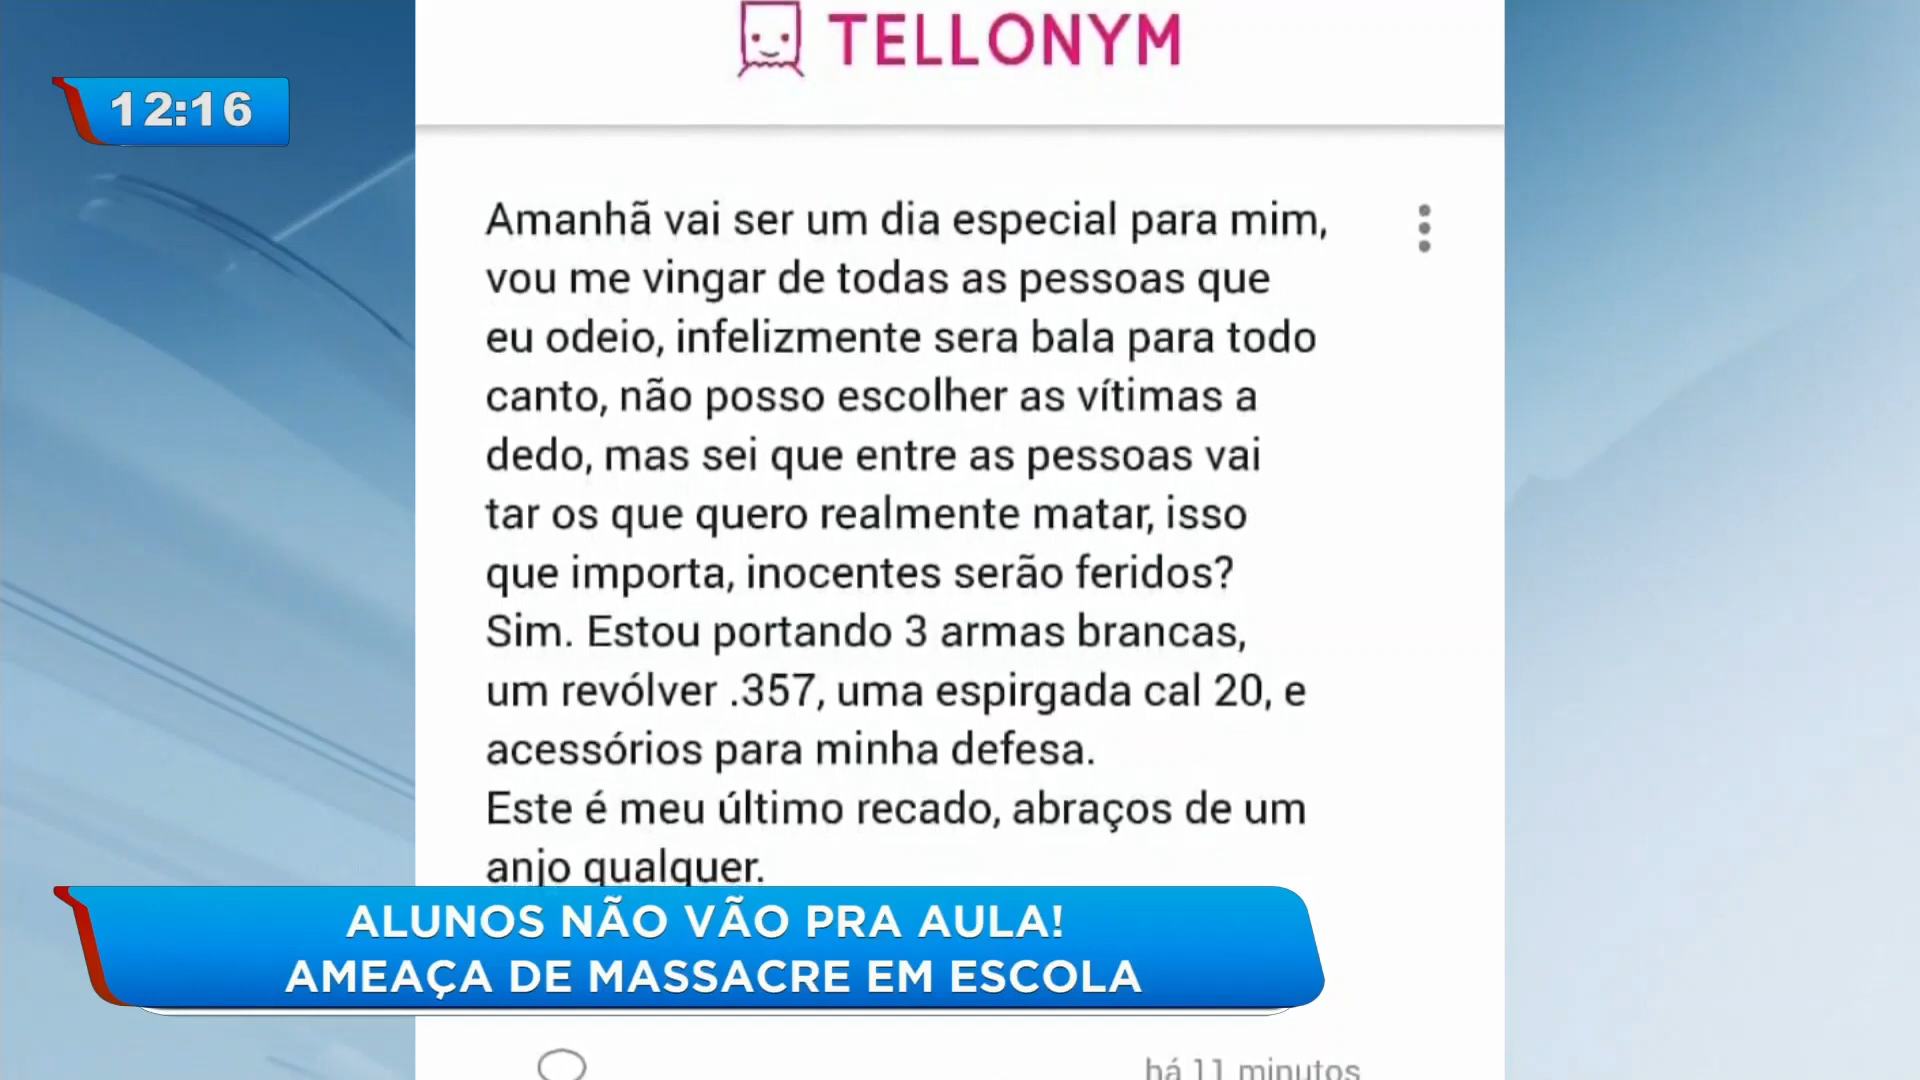 TELLONYM
12:16
Amanhã vai ser um dia especial para mim,
vou me vingar de todas as pessoas que
eu odeio, infelizmente sera bala para todo
canto, não posso escolher as vítimas a
dedo, mas sei que entre as pessoas vai
tar os que quero realmente matar, isso
que importa, inocentes serão feridos?
Sim. Estou portando 3 armas brancas,
um revólver .357, uma espirgada cal 20, e
acessórios para minha defesa.
Este é meu último recado, abraços de um
anjo qualquer.
ALUNOS NÃO VÃO PRA AULA!
AMEAÇA DE MASSACRE EM ESCOLA
há 11 minutos